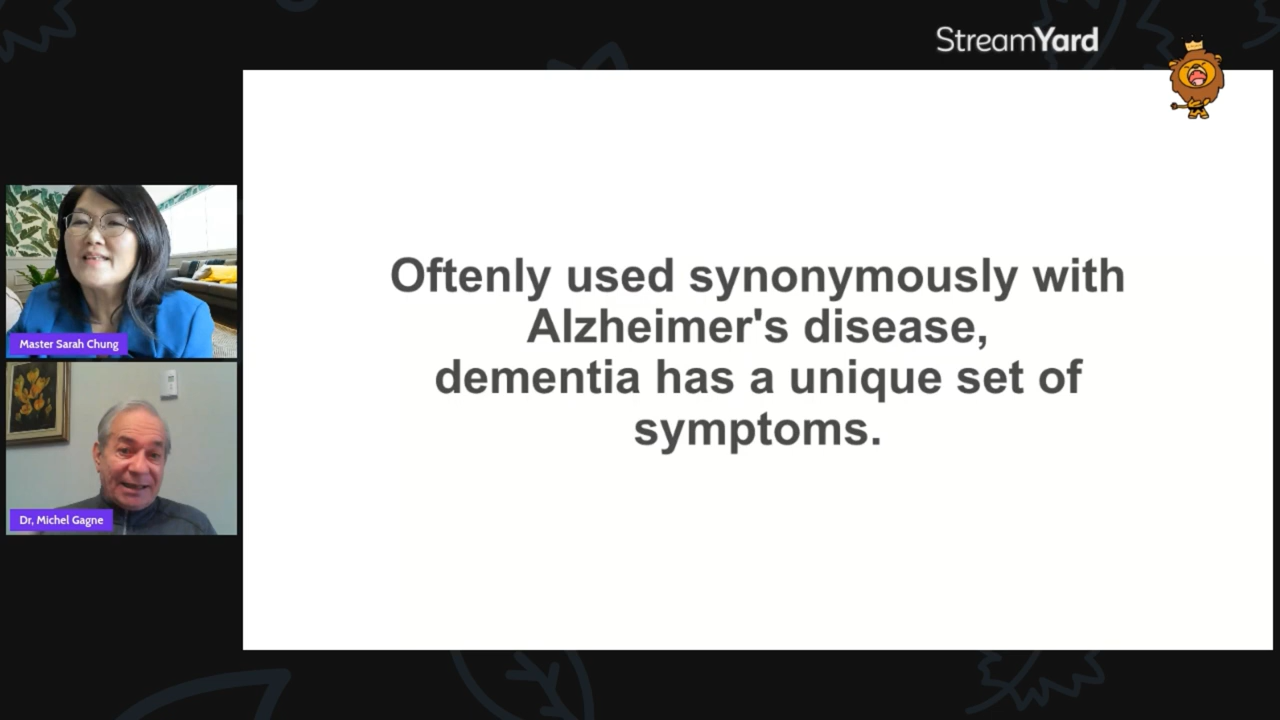 StreamYard
Oftenly used synonymously with
Alzheimer's disease,
dementia has a unique set of
symptoms.
Master Sarah Chung
Dr, Michel Gagne